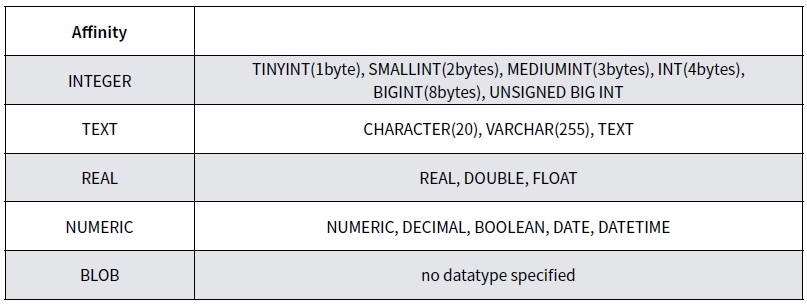 Affinity
INTEGER
TINYINT(1byte), SMALLINT(2bytes), MEDIUMINT(3bytes), INT(4bytes),
BIGINT(8bytes), UNSIGNED BIG INT
TEXT
CHARACTER(20), VARCHAR(255), TEXT
REAL
REAL, DOUBLE, FLOAT
NUMERIC
NUMERIC, DECIMAL, BOOLEAN, DATE, DATETIME
BLOB
no datatype specified